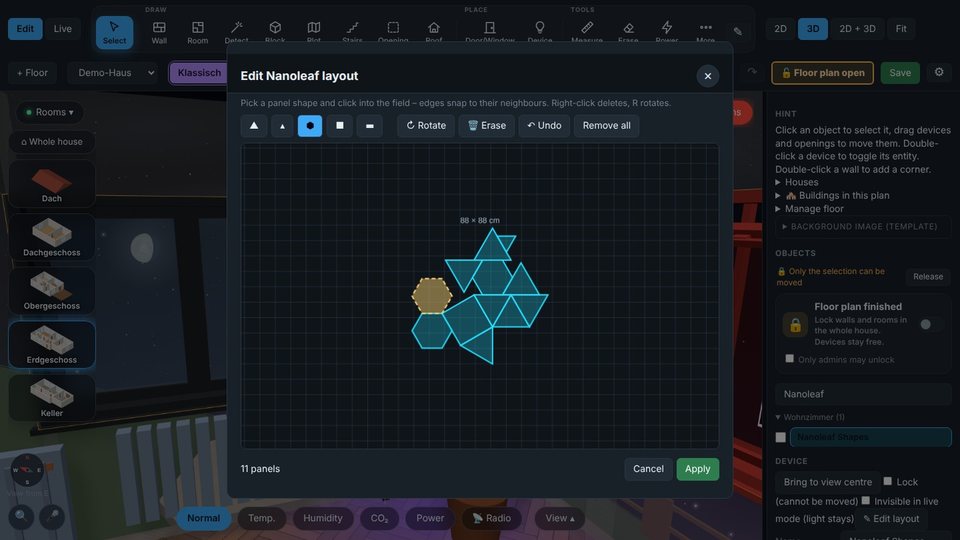 Edit
Live
DRAW
Select
Wall
Room
Detect
Block
Plot
Stairs
Opening
Roof
PLACE
Door/Window
Device
TOOLS
Measure
Erase
Power
More
2D
3D
2D + 3D
Fit
+ Floor
Demo-Haus
Klassisch
Floor plan open
Save
Rooms ▾
Whole house
Dach
Dachgeschoss
Obergeschoss
Erdgeschoss
Keller
View from E
N
W
E
S
Edit Nanoleaf layout
Pick a panel shape and click into the field – edges snap to their neighbours. Right-click deletes, R rotates.
Rotate
Erase
Undo
Remove all
88 × 88 cm
11 panels
Cancel
Apply
Normal
Temp.
Humidity
CO₂
Power
Radio
View ▴
HINT
Click an object to select it, drag devices
and openings to move them. Double-
click a device to toggle its entity.
Double-click a wall to add a corner.
Houses
Buildings in this plan
Manage floor
BACKGROUND IMAGE (TEMPLATE)
OBJECTS
Only the selection can be
moved
Release
Floor plan finished
Lock walls and rooms in
the whole house.
Devices stay free.
Only admins may unlock
Nanoleaf
Wohnzimmer (1)
Nanoleaf Shapes
DEVICE
Bring to view centre
Lock
(cannot be moved)
Invisible in live
mode (light stays)
Edit layout